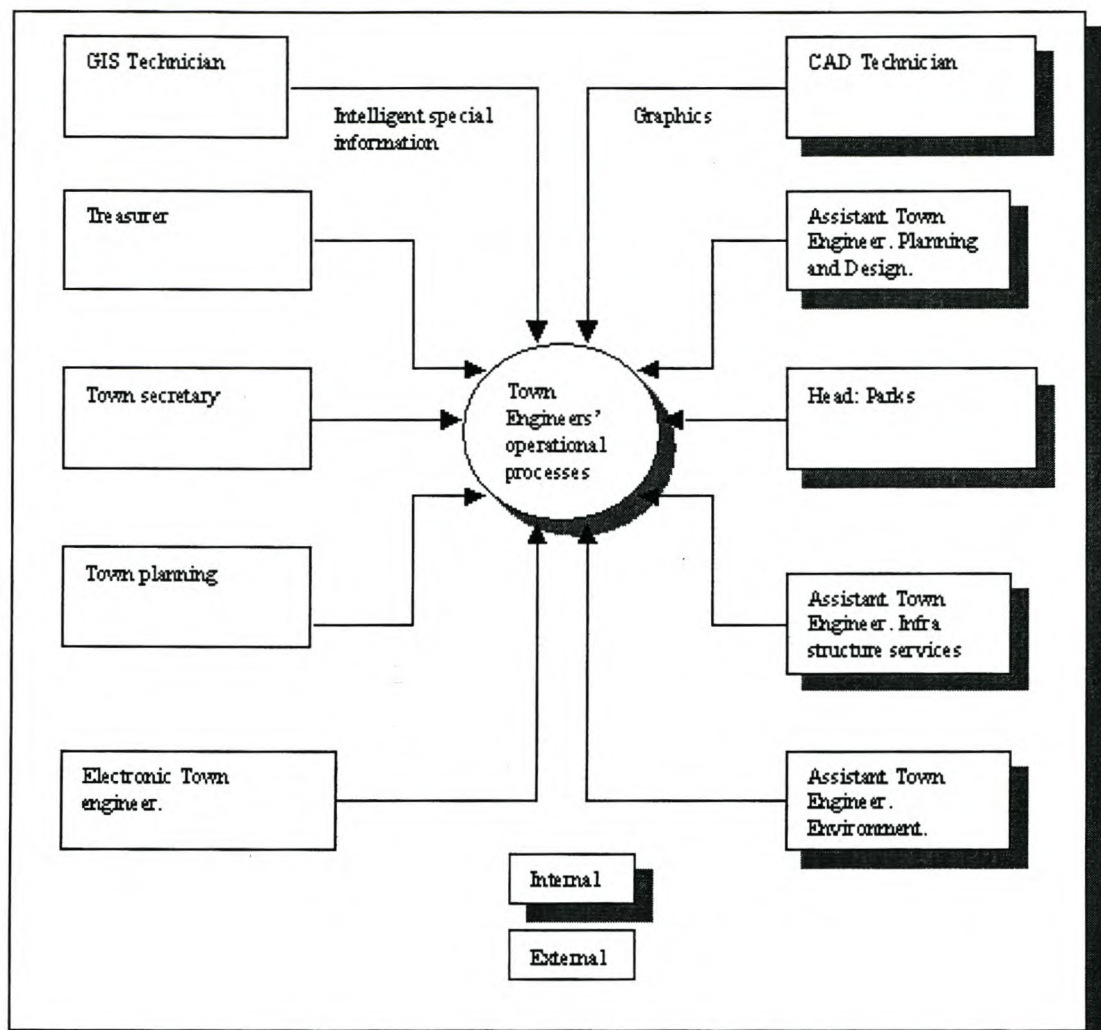 GIS Technician
CAD Technician
Intelligent special
information
Graphics
Treasurer
Assistant Town
Engineer. Planning
and Design.
Town secretary
Town
Engineers'
operational
processes
Head: Parks
Town planning
Assistant Town
Engineer. Infra
structure services
Electronic Town
engineer.
Assistant Town
Engineer.
Environment.
Internal
External